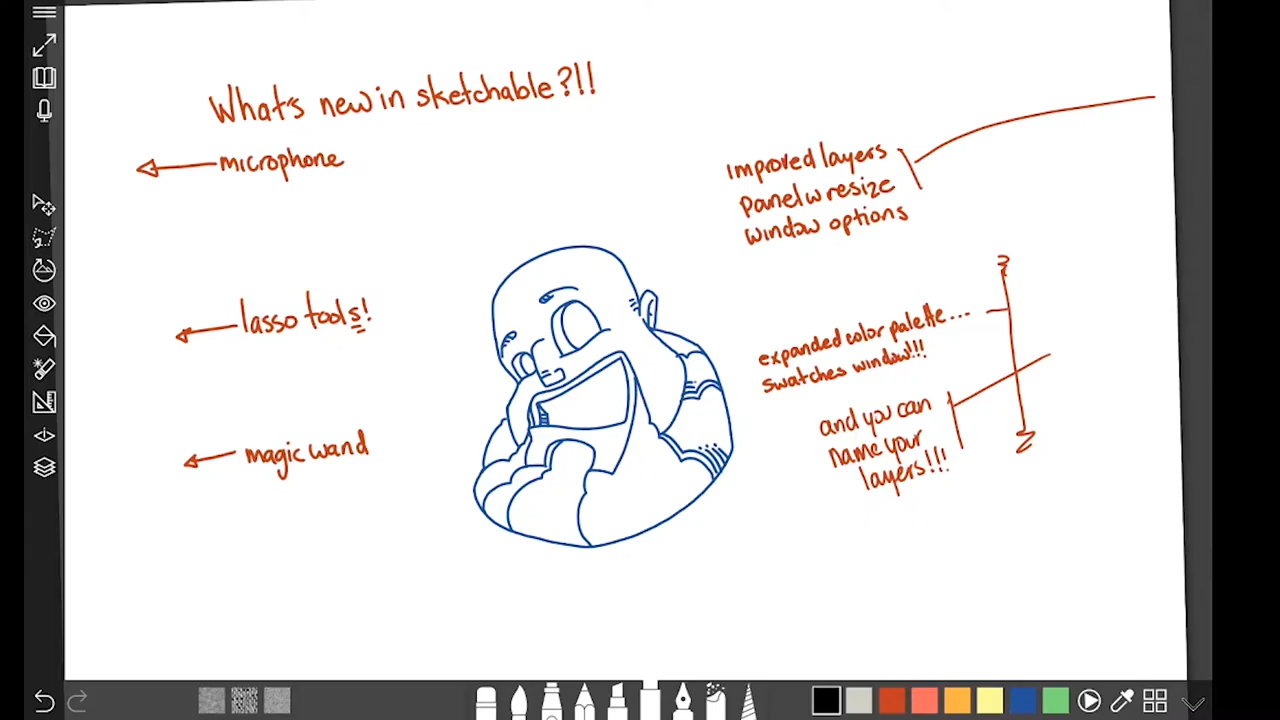 What's new in sketchable?!!
microphone
lasso tools!
magic wand
improved layers
panel w resize
window options
expanded color palette...
swatches window!!!
and you can
name your
layers!!!